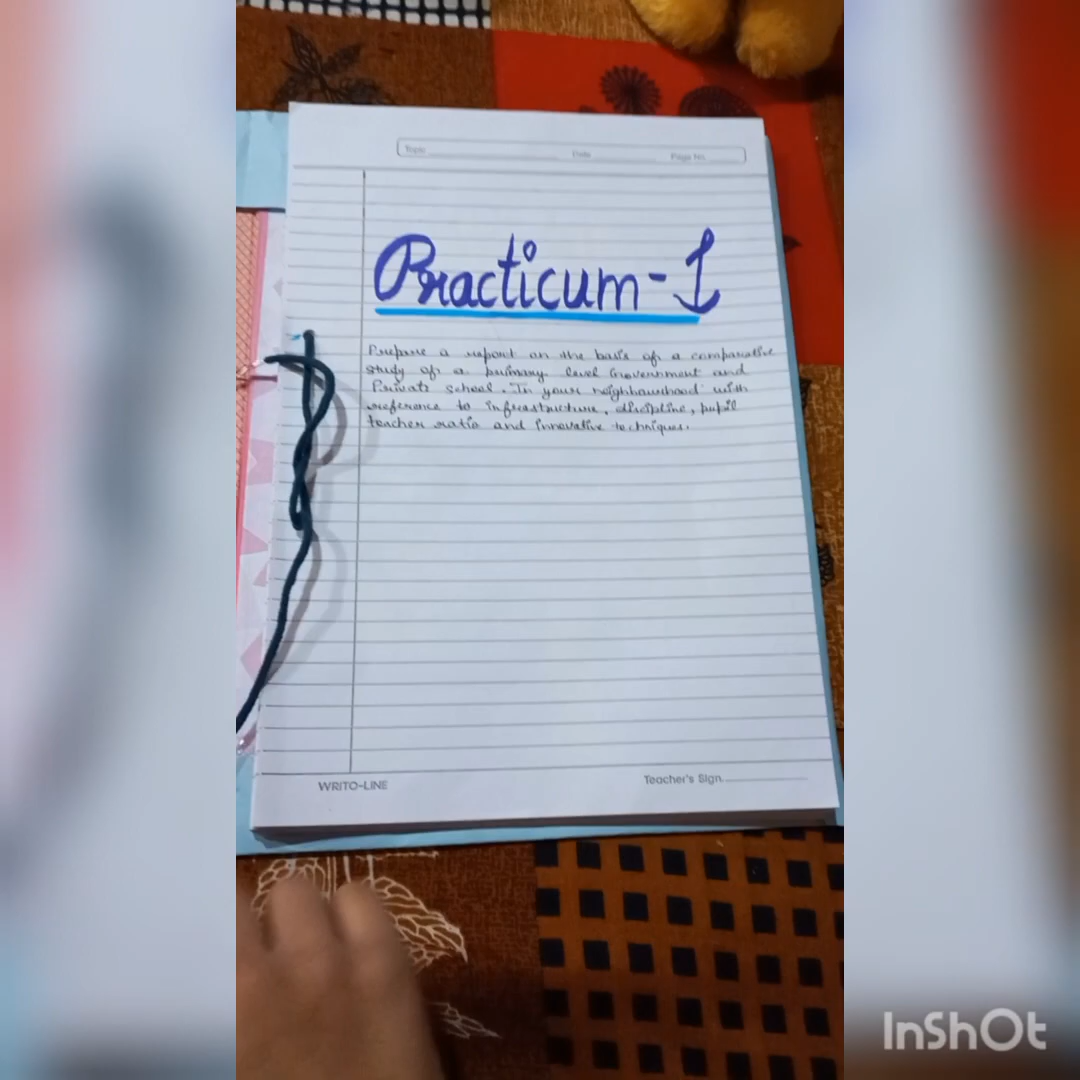 Topic Date Page No.
Practicum - I
Prepare a report on the basis of a comparative
study of a primary level Government and
Private school. In your neighbourhood with
reference to infrastructure, discipline, pupil
teacher ratio and innovative techniques.
WRITO-LINE Teacher's Sign.
InShOt